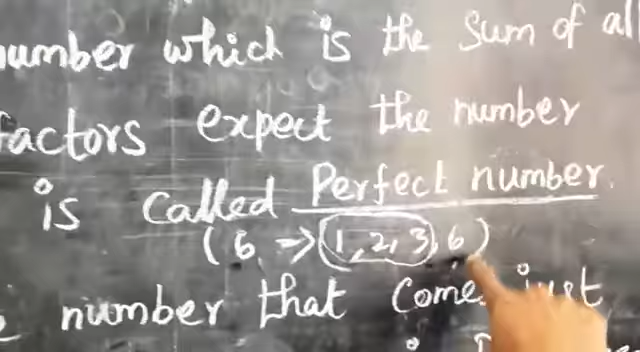 number which is the sum of all
factors expect the number
is called Perfect number.
( 6 → 1, 2, 3, 6 )
number that come just